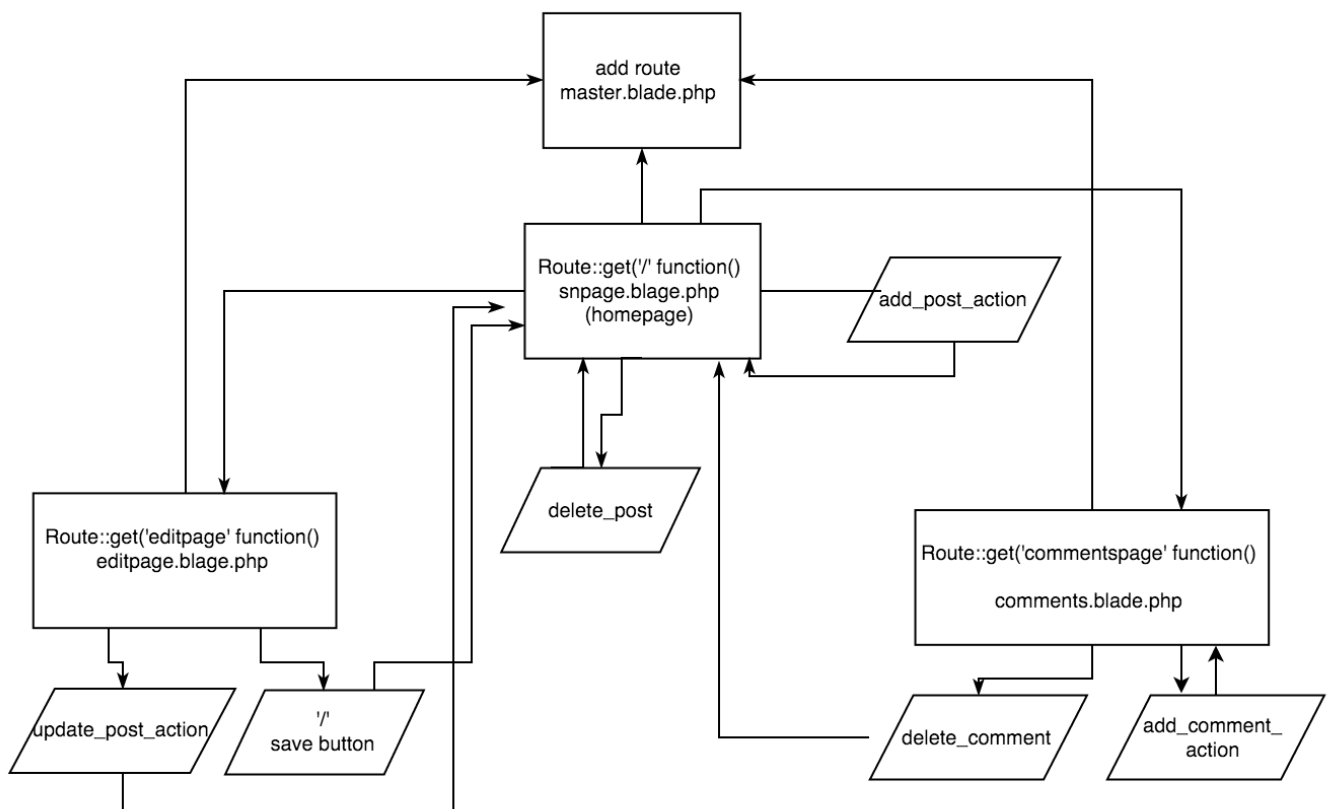 add route
master.blade.php
Route::get('/' function()
snpage.blage.php
(homepage)
add_post_action
delete_post
Route::get('editpage' function()
editpage.blage.php
Route::get('commentspage' function()
comments.blade.php
update_post_action
'/'
save button
delete_comment
add_comment_
action